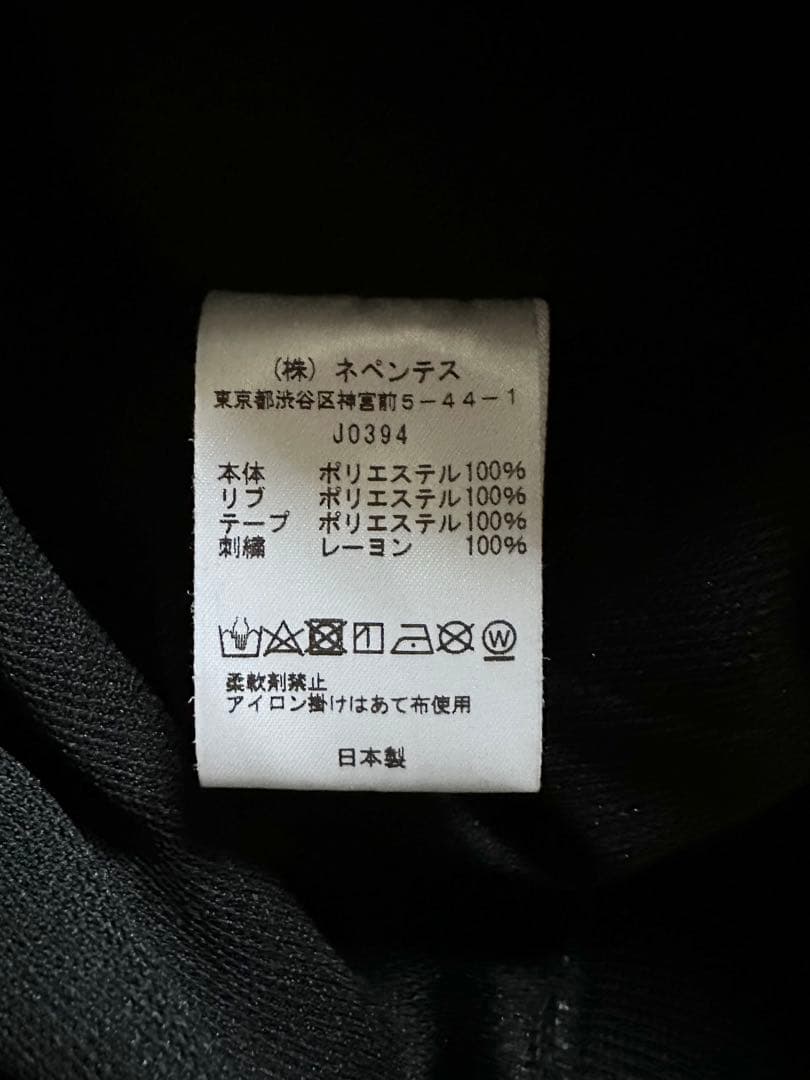 (株) ネペンテス
東京都渋谷区神宮前5-44-1
J0394
本体 ポリエステル100%
リブ ポリエステル100%
テープ ポリエステル100%
刺繍 レーヨン 100%
W
柔軟剤禁止
アイロン掛けはあて布使用
日本製